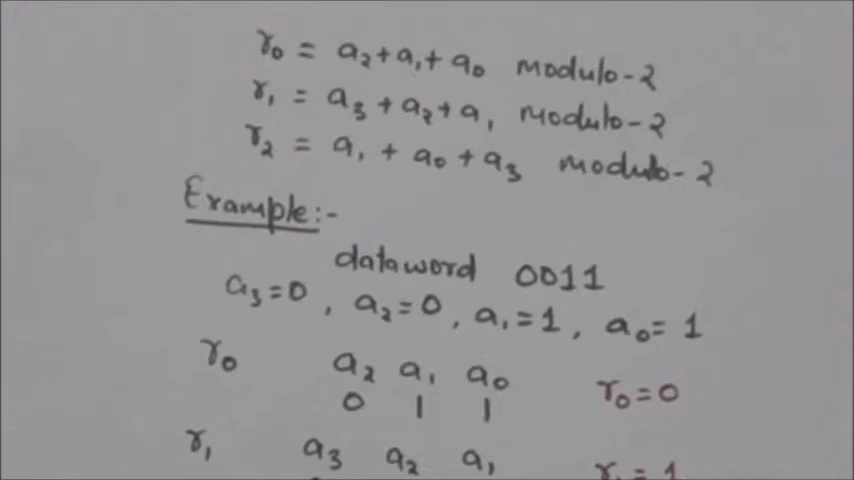 r₀ = a₂+a₁+a₀ modulo-2
r₁ = a₃+a₂+a₁ modulo-2
r₂ = a₁+a₀+a₃ modulo-2
Example:-
dataword 0011
a₃=0, a₂=0, a₁=1, a₀=1
r₀ a₂ a₁ a₀ r₀=0
0 1 1
r₁ a₃ a₂ a₁ r₁=1